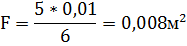 F = 5 * 0,01 / 6 = 0,008м²